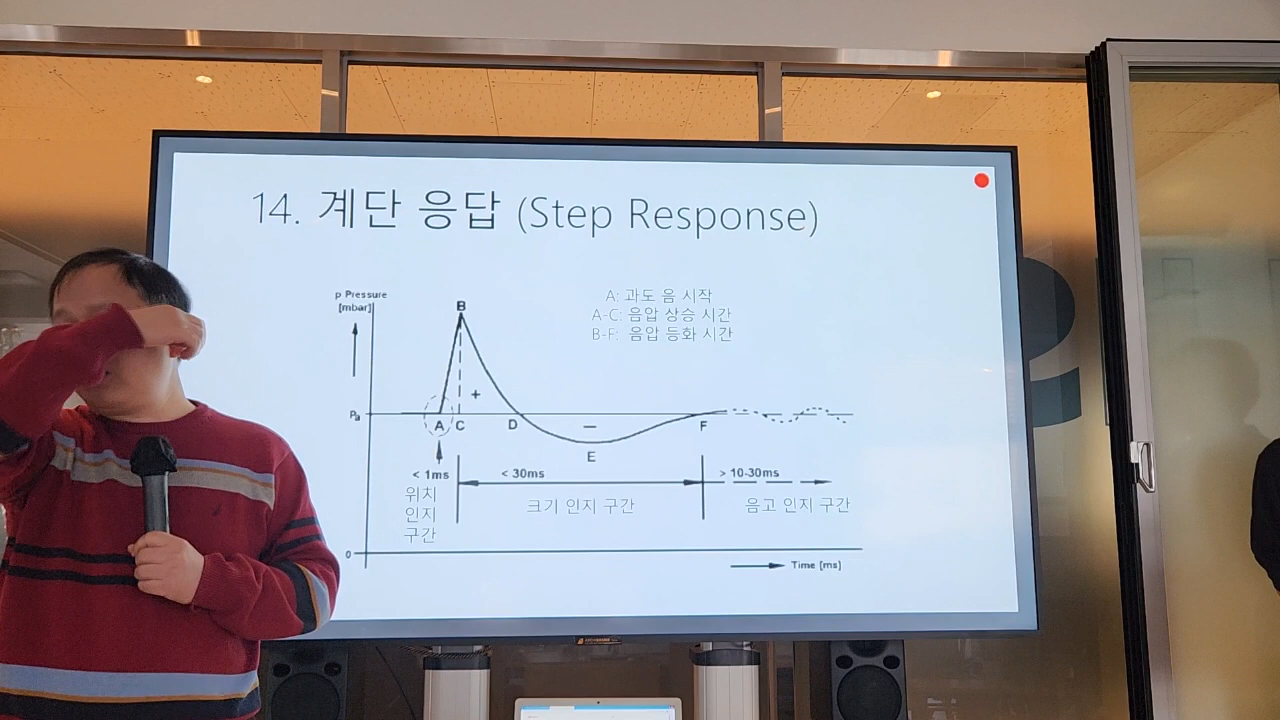 14. 계단 응답 (Step Response)
p Pressure
[mbar]
B
A: 과도 음 시작
A-C: 음압 상승 시간
B-F: 음압 등화 시간
+
Pa
A C D − F
E
< 1ms < 30ms > 10-30ms
위치
인지
구간
크기 인지 구간
음고 인지 구간
0
Time [ms]